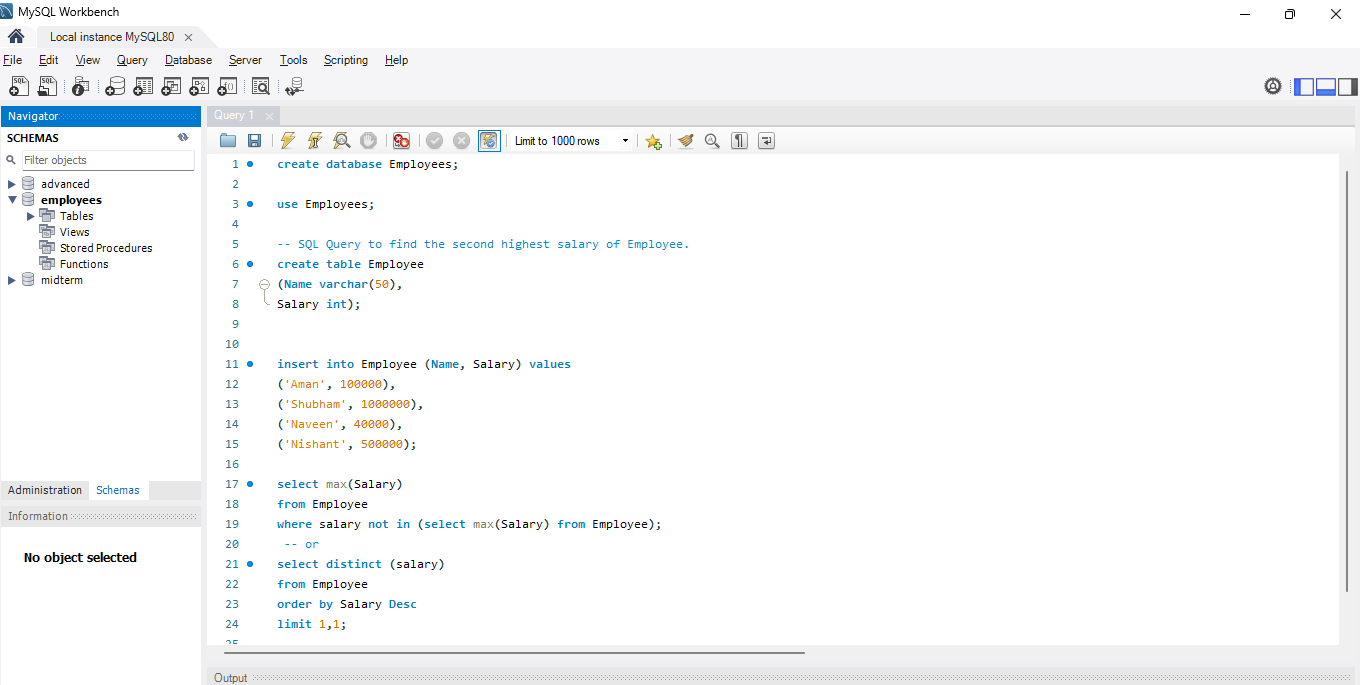 MySQL Workbench
Local instance MySQL80
File Edit View Query Database Server Tools Scripting Help
Navigator
SCHEMAS
Filter objects
advanced
employees
Tables
Views
Stored Procedures
Functions
midterm
Administration Schemas
Information
No object selected
Query 1
Limit to 1000 rows
1 create database Employees;
2
3 use Employees;
4
5 -- SQL Query to find the second highest salary of Employee.
6 create table Employee
7 (Name varchar(50),
8 Salary int);
9
10
11 insert into Employee (Name, Salary) values
12 ('Aman', 100000),
13 ('Shubham', 1000000),
14 ('Naveen', 40000),
15 ('Nishant', 500000);
16
17 select max(Salary)
18 from Employee
19 where salary not in (select max(Salary) from Employee);
20 -- or
21 select distinct (salary)
22 from Employee
23 order by Salary Desc
24 limit 1,1;
25
Output